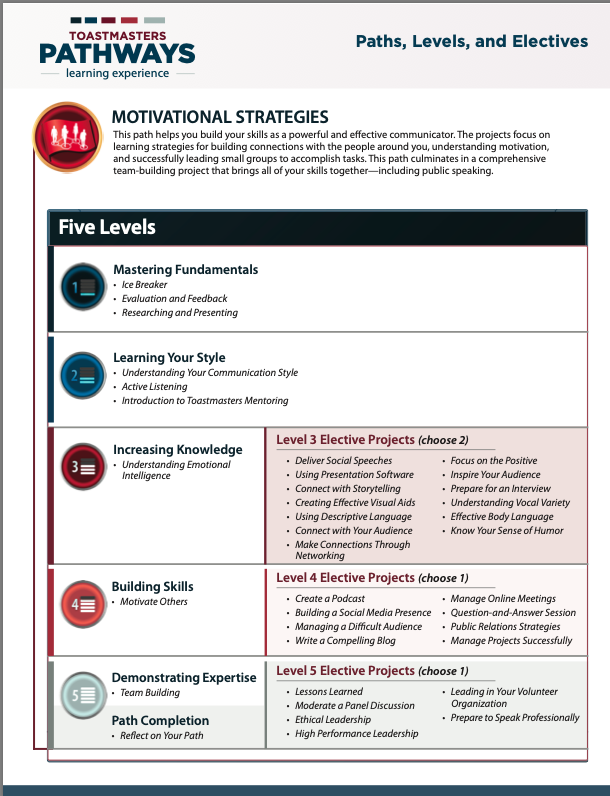 TOASTMASTERS
PATHWAYS
learning experience
Paths, Levels, and Electives
MOTIVATIONAL STRATEGIES
This path helps you build your skills as a powerful and effective communicator. The projects focus on
learning strategies for building connections with the people around you, understanding motivation,
and successfully leading small groups to accomplish tasks. This path culminates in a comprehensive
team-building project that brings all of your skills together—including public speaking.
Five Levels
1
Mastering Fundamentals
• Ice Breaker
• Evaluation and Feedback
• Researching and Presenting
2
Learning Your Style
• Understanding Your Communication Style
• Active Listening
• Introduction to Toastmasters Mentoring
3
Increasing Knowledge
• Understanding Emotional
Intelligence
Level 3 Elective Projects (choose 2)
• Deliver Social Speeches
• Using Presentation Software
• Connect with Storytelling
• Creating Effective Visual Aids
• Using Descriptive Language
• Connect with Your Audience
• Make Connections Through
Networking
• Focus on the Positive
• Inspire Your Audience
• Prepare for an Interview
• Understanding Vocal Variety
• Effective Body Language
• Know Your Sense of Humor
4
Building Skills
• Motivate Others
Level 4 Elective Projects (choose 1)
• Create a Podcast
• Building a Social Media Presence
• Managing a Difficult Audience
• Write a Compelling Blog
• Manage Online Meetings
• Question-and-Answer Session
• Public Relations Strategies
• Manage Projects Successfully
5
Demonstrating Expertise
• Team Building
Path Completion
• Reflect on Your Path
Level 5 Elective Projects (choose 1)
• Lessons Learned
• Moderate a Panel Discussion
• Ethical Leadership
• High Performance Leadership
• Leading in Your Volunteer
Organization
• Prepare to Speak Professionally